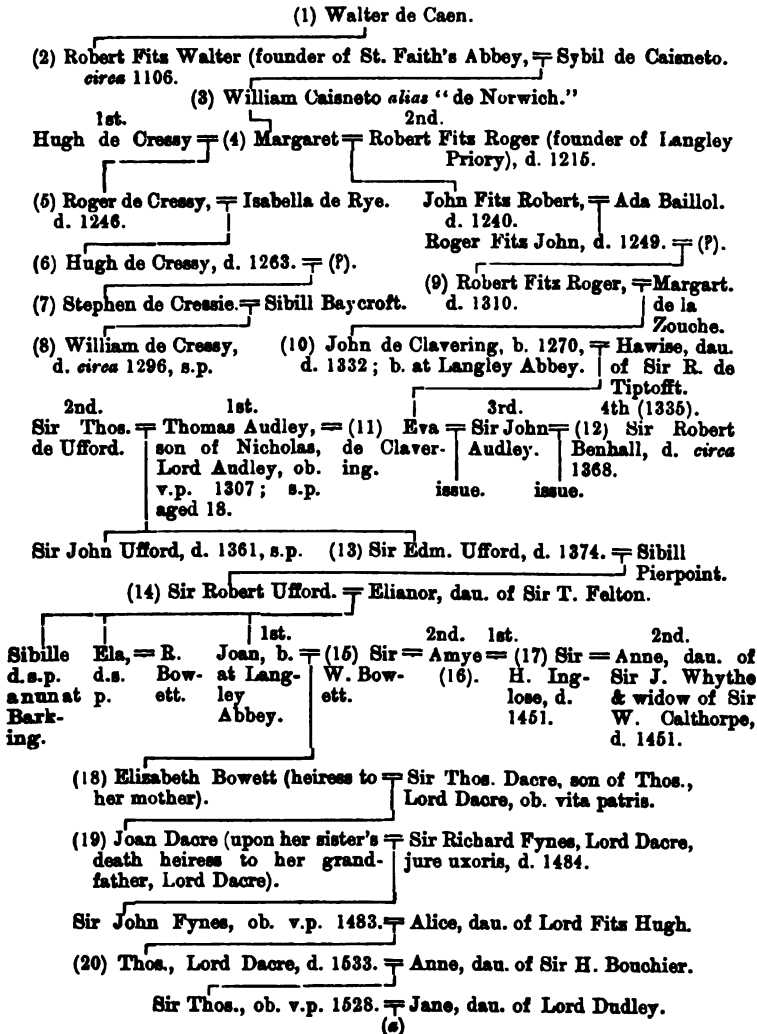 (1) Walter de Caen.
(2) Robert Fitz Walter (founder of St. Faith's Abbey, = Sybil de Caisneto.
circa 1106.
(3) William Caisneto alias "de Norwich."
1st. 2nd.
Hugh de Cressy = (4) Margaret = Robert Fitz Roger (founder of Langley
Priory), d. 1215.
(5) Roger de Cressy, = Isabella de Rye. John Fitz Robert, = Ada Baillol.
d. 1246. d. 1240.
Roger Fitz John, d. 1249. = (?).
(6) Hugh de Cressy, d. 1263. = (?).
(9) Robert Fitz Roger, = Margart.
(7) Stephen de Cressie. = Sibill Baycroft. d. 1310. de la
Zouche.
(8) William de Cressy, (10) John de Clavering, b. 1270, = Hawise, dau.
d. circa 1296, s.p. d. 1332; b. at Langley Abbey. of Sir R. de
Tiptofft.
2nd. 1st. 3rd. 4th (1335).
Sir Thos. = Thomas Audley, = (11) Eva = Sir John = (12) Sir Robert
de Ufford. son of Nicholas, de Claver- Audley. Benhall, d. circa
Lord Audley, ob. ing. 1368.
v.p. 1307; s.p. issue. issue.
aged 18.
Sir John Ufford, d. 1361, s.p. (13) Sir Edm. Ufford, d. 1374. = Sibill
Pierpoint.
(14) Sir Robert Ufford. = Elianor, dau. of Sir T. Felton.
1st. 2nd. 1st. 2nd.
Sibille Ela, = R. Joan, b. = (15) Sir = Amye = (17) Sir = Anne, dau. of
d.s.p. d.s. Bow- at Lang- W. Bow- (16). H. Ing- Sir J. Whythe
a nun at p. ett. ley ett. lose, d. & widow of Sir
Bark- Abbey. 1451. W. Calthorpe,
ing. d. 1451.
(18) Elisabeth Bowett (heiress to = Sir Thos. Dacre, son of Thos.,
her mother). Lord Dacre, ob. vita patris.
(19) Joan Dacre (upon her sister's = Sir Richard Fynes, Lord Dacre,
death heiress to her grand- jure uxoris, d. 1484.
father, Lord Dacre).
Sir John Fynes, ob. v.p. 1483. = Alice, dau. of Lord Fitz Hugh.
(20) Thos., Lord Dacre, d. 1533. = Anne, dau. of Sir H. Bouchier.
Sir Thos., ob. v.p. 1528. = Jane, dau. of Lord Dudley.
(a)